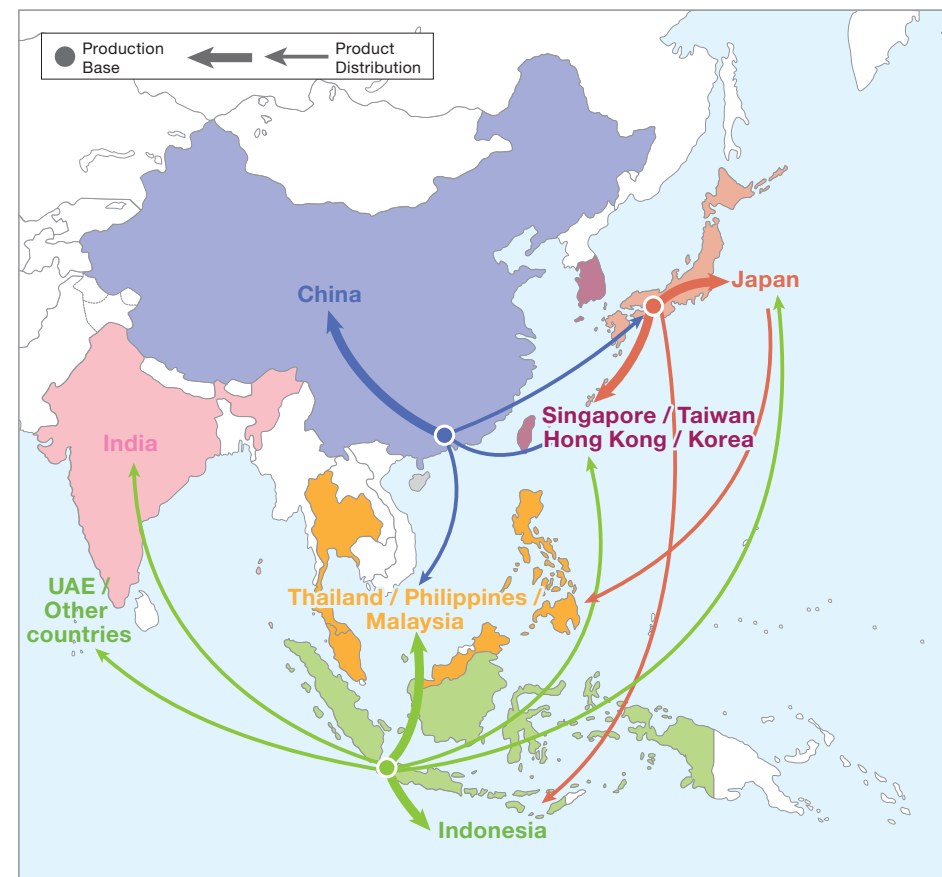 Production
Base
Product
Distribution
China
Japan
Singapore / Taiwan
Hong Kong / Korea
India
UAE /
Other
countries
Thailand / Philippines /
Malaysia
Indonesia